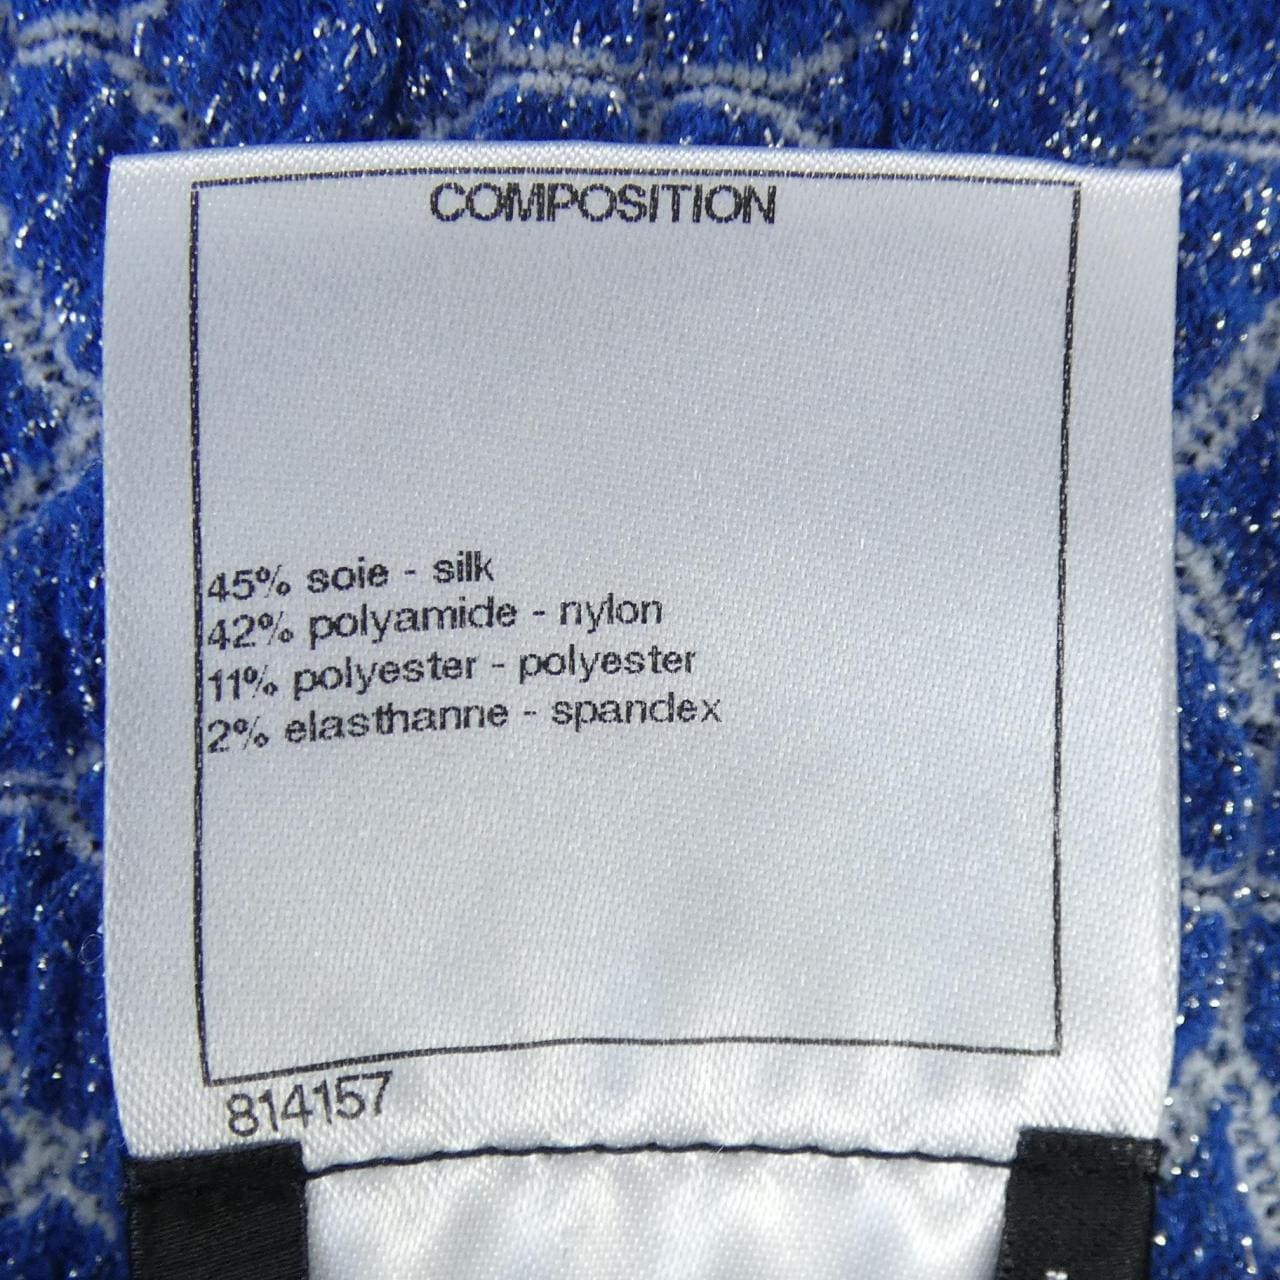 COMPOSITION
45% soie - silk
42% polyamide - nylon
11% polyester - polyester
2% elasthanne - spandex
814157